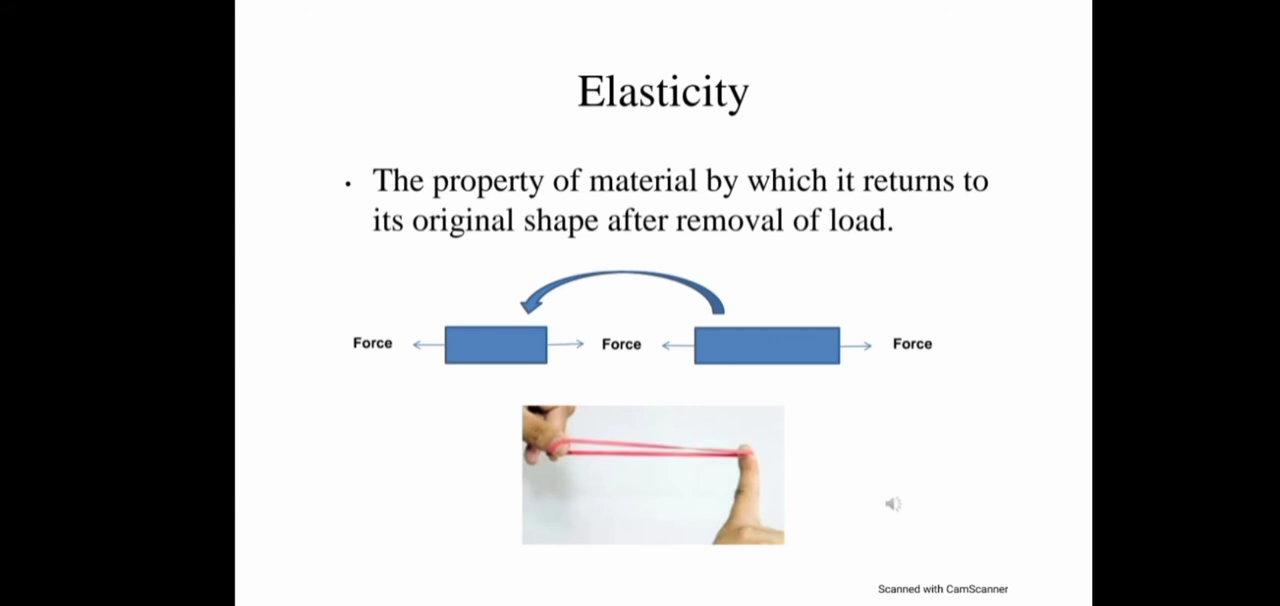 Elasticity
• The property of material by which it returns to
its original shape after removal of load.
Force Force Force
Scanned with CamScanner